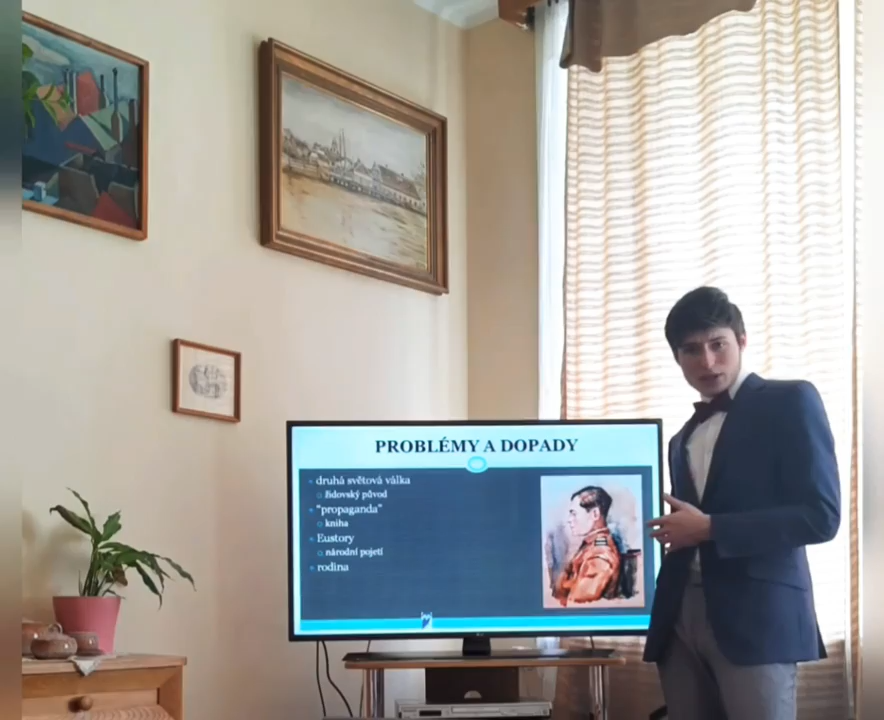 PROBLÉMY A DOPADY
druhá světová válka
židovský původ
"propaganda"
kniha
Eustory
národní pojetí
rodina